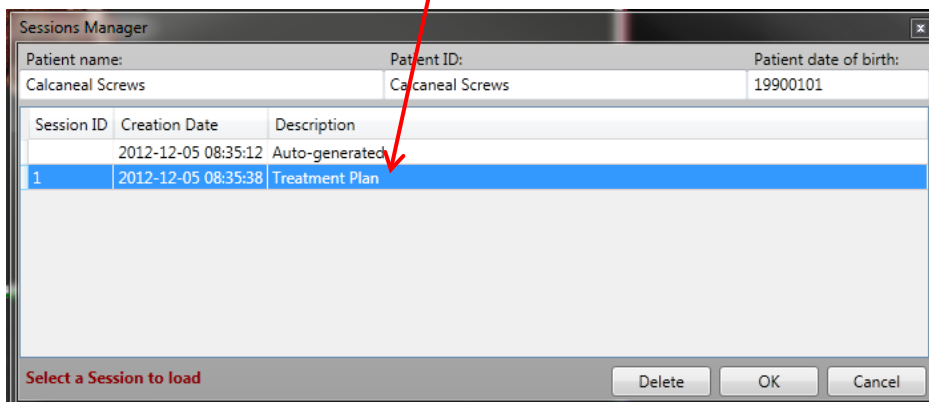 Sessions Manager
Patient name: Patient ID: Patient date of birth:
Calcaneal Screws Calcaneal Screws 19900101
Session ID Creation Date Description
2012-12-05 08:35:12 Auto-generated
1 2012-12-05 08:35:38 Treatment Plan
Select a Session to load Delete OK Cancel